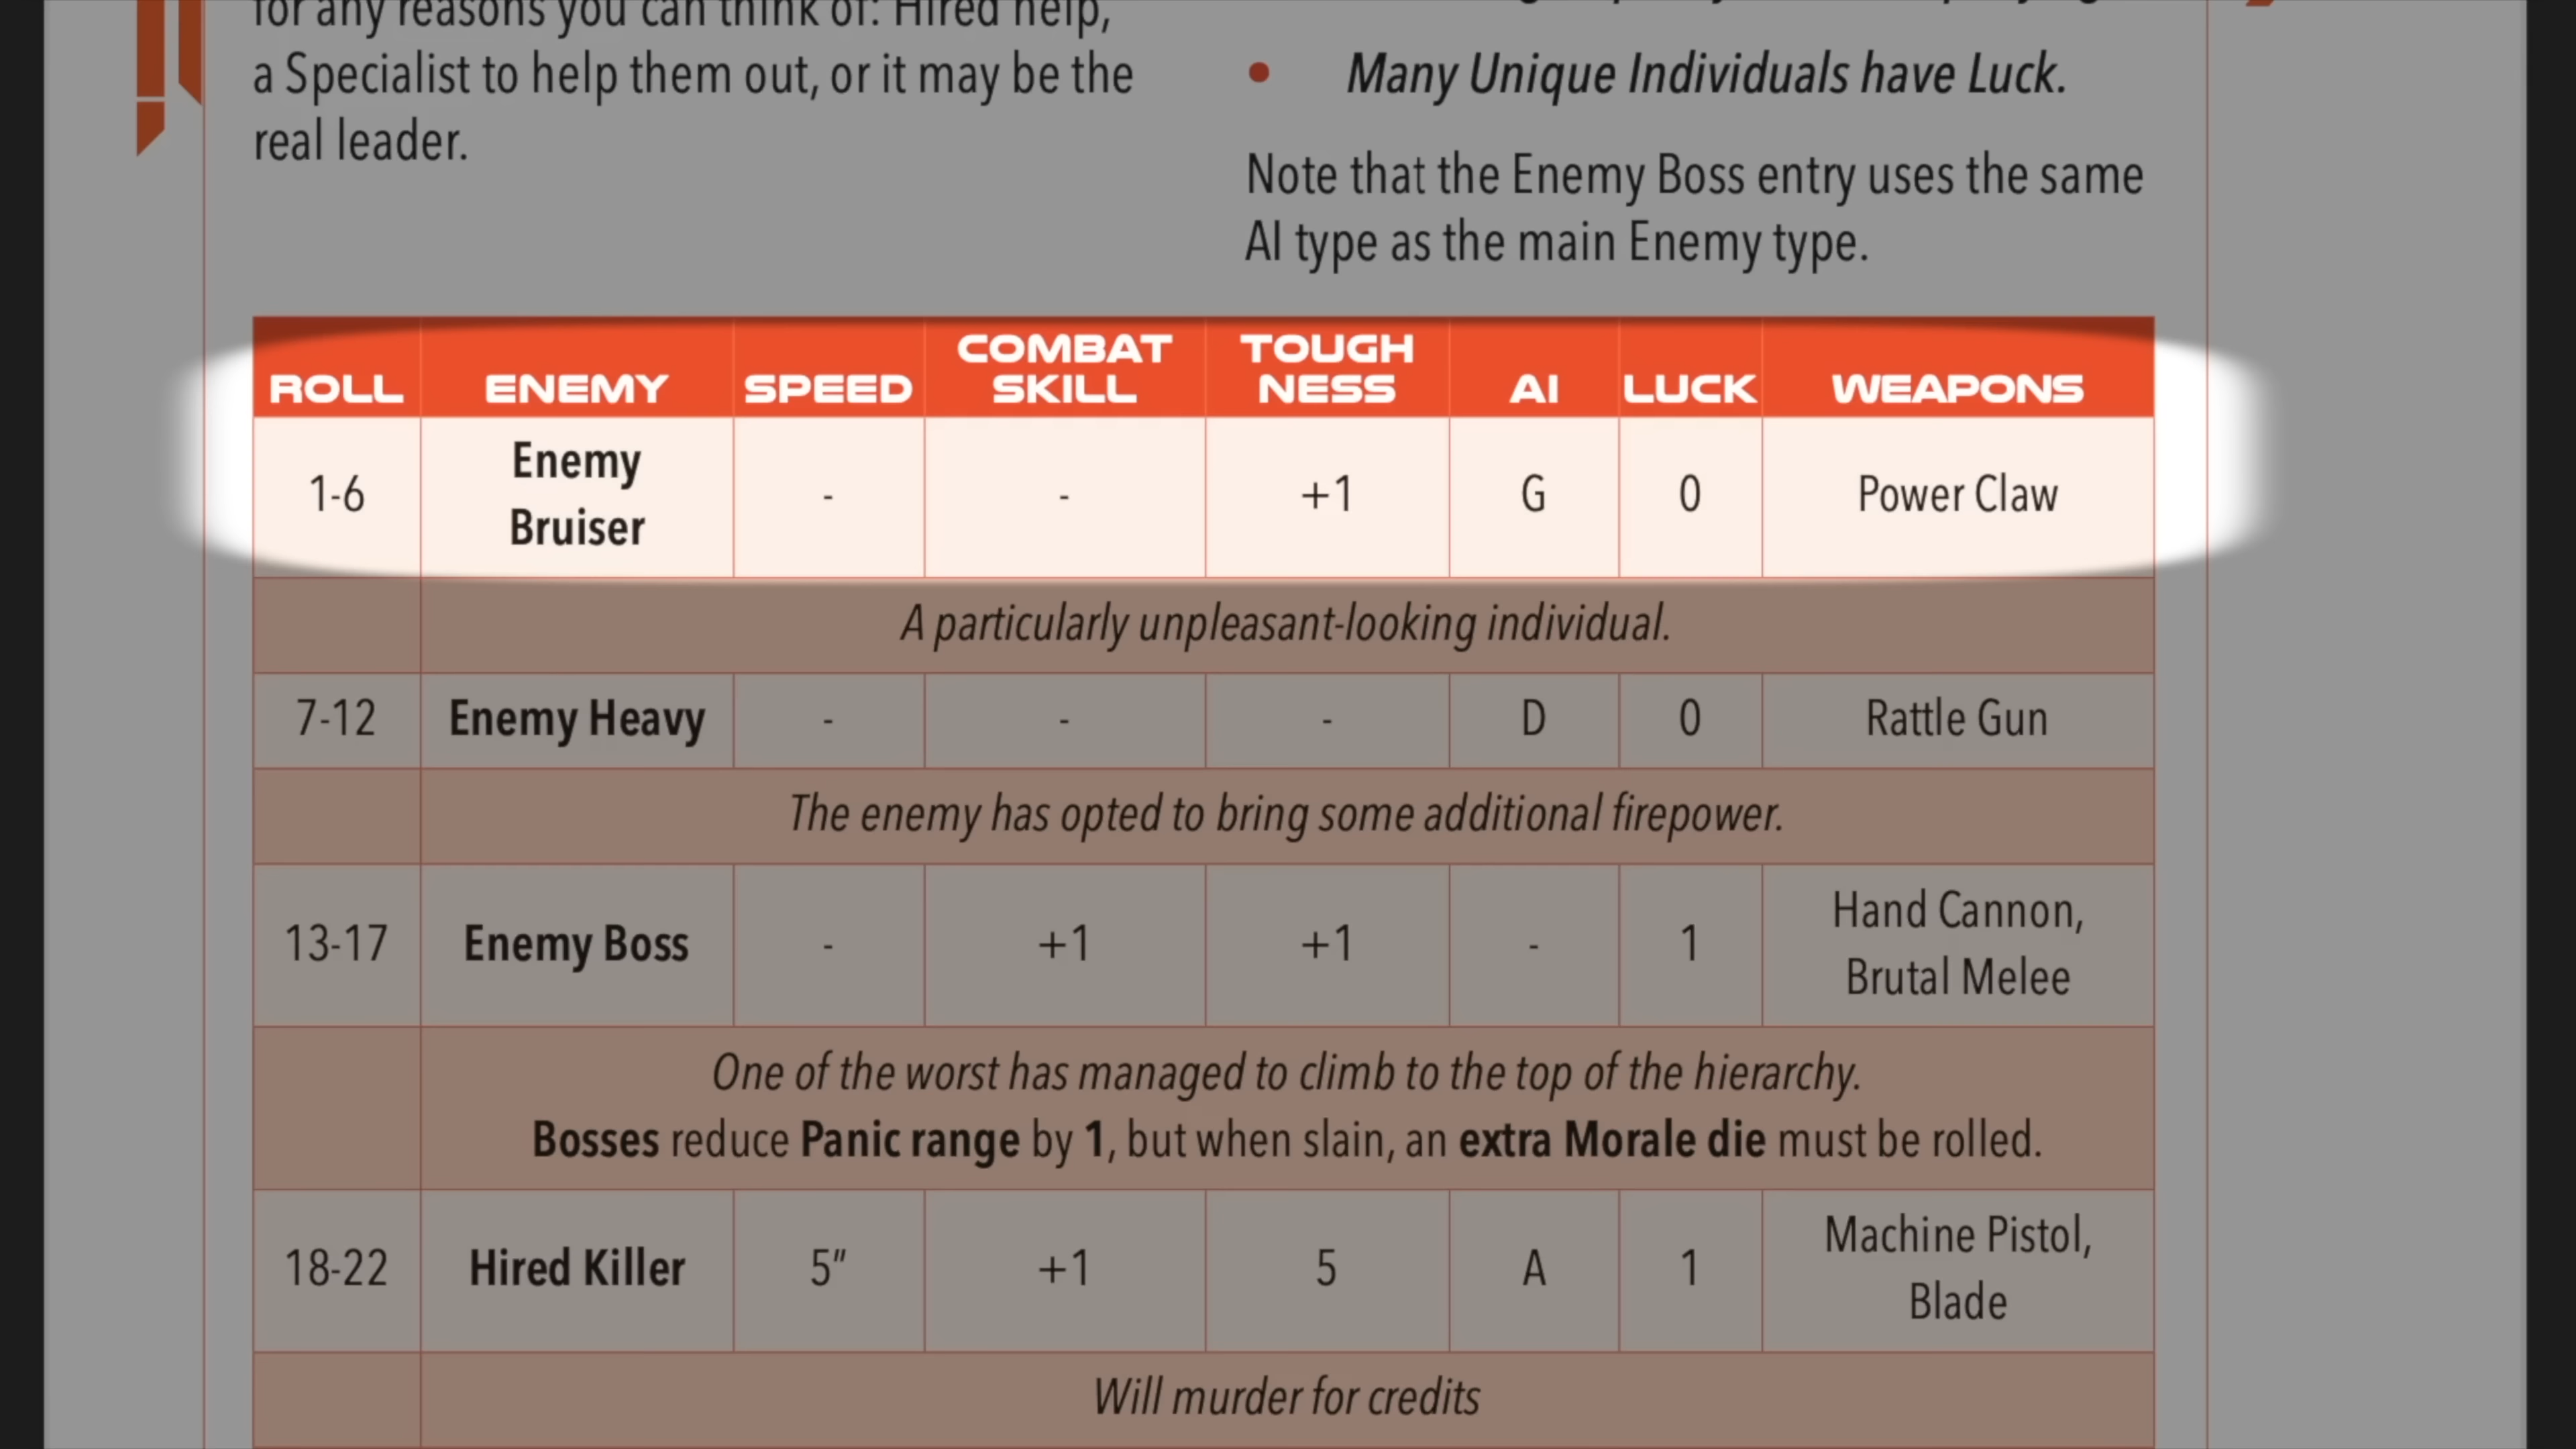 for any reasons you can think of: Hired help,
a Specialist to help them out, or it may be the
real leader.
• Many Unique Individuals have Luck.
Note that the Enemy Boss entry uses the same
AI type as the main Enemy type.
ROLL ENEMY SPEED COMBAT SKILL TOUGH NESS AI LUCK WEAPONS
1-6 Enemy Bruiser - - +1 G 0 Power Claw
A particularly unpleasant-looking individual.
7-12 Enemy Heavy - - - D 0 Rattle Gun
The enemy has opted to bring some additional firepower.
13-17 Enemy Boss - +1 +1 - 1 Hand Cannon, Brutal Melee
One of the worst has managed to climb to the top of the hierarchy.
Bosses reduce Panic range by 1, but when slain, an extra Morale die must be rolled.
18-22 Hired Killer 5" +1 5 A 1 Machine Pistol, Blade
Will murder for credits